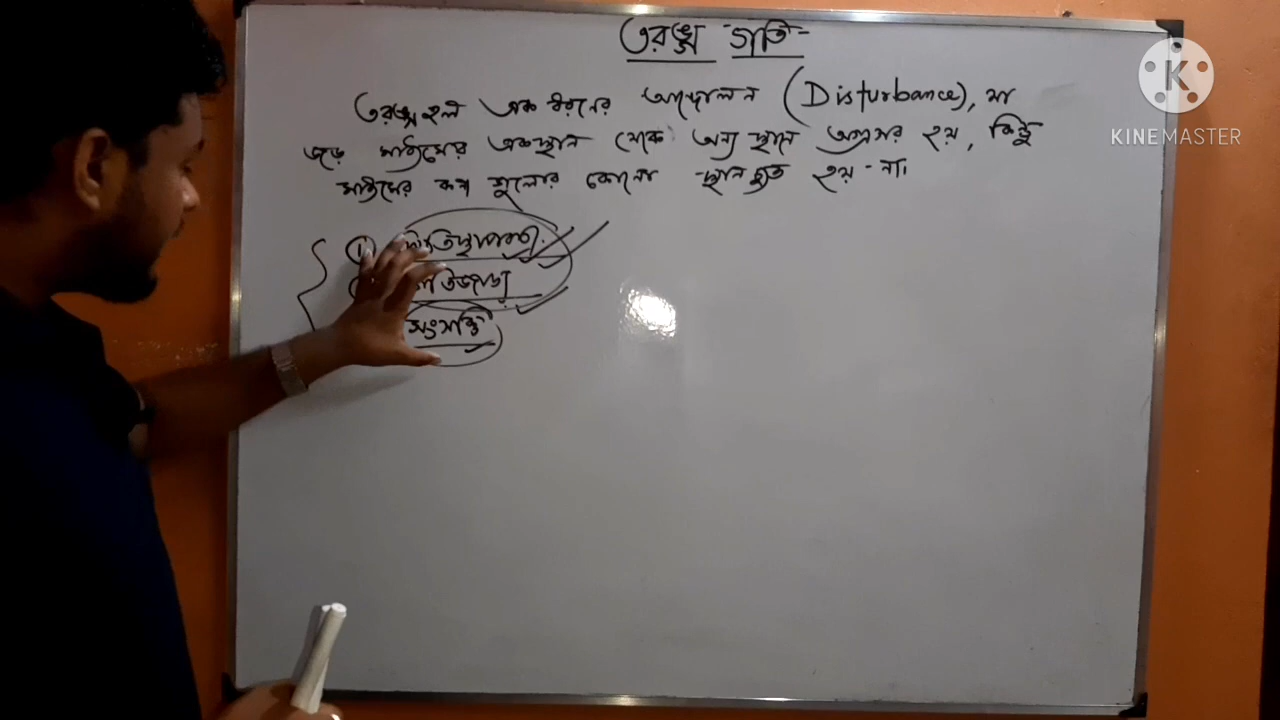 তরঙ্গ গতি
তরঙ্গ হল এক ধরনের আন্দোলন (Disturbance), যা
জড় মাধ্যমের একস্থান থেকে অন্য স্থানে অগ্রসর হয়, কিন্তু
মাধ্যমের কণা গুলোর কোনো স্থানচ্যুত হয় না।
① স্থিতিস্থাপকতা
জাড্য
সংসক্তি
KINEMASTER